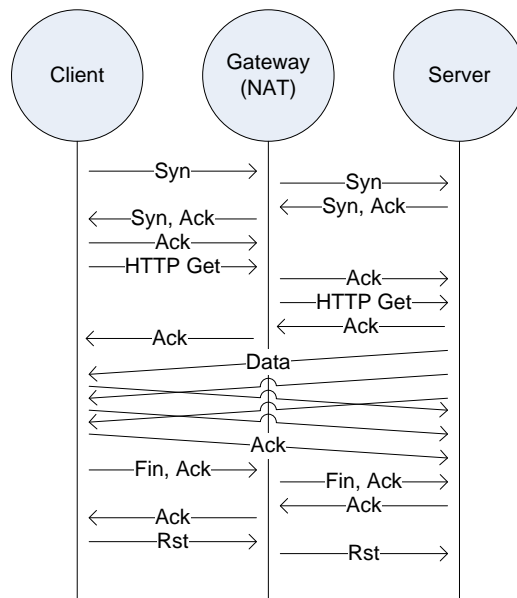 Client
Gateway
(NAT)
Server
Syn
Syn
Syn, Ack
Syn, Ack
Ack
HTTP Get
Ack
HTTP Get
Ack
Ack
Data
Ack
Fin, Ack
Fin, Ack
Ack
Ack
Rst
Rst